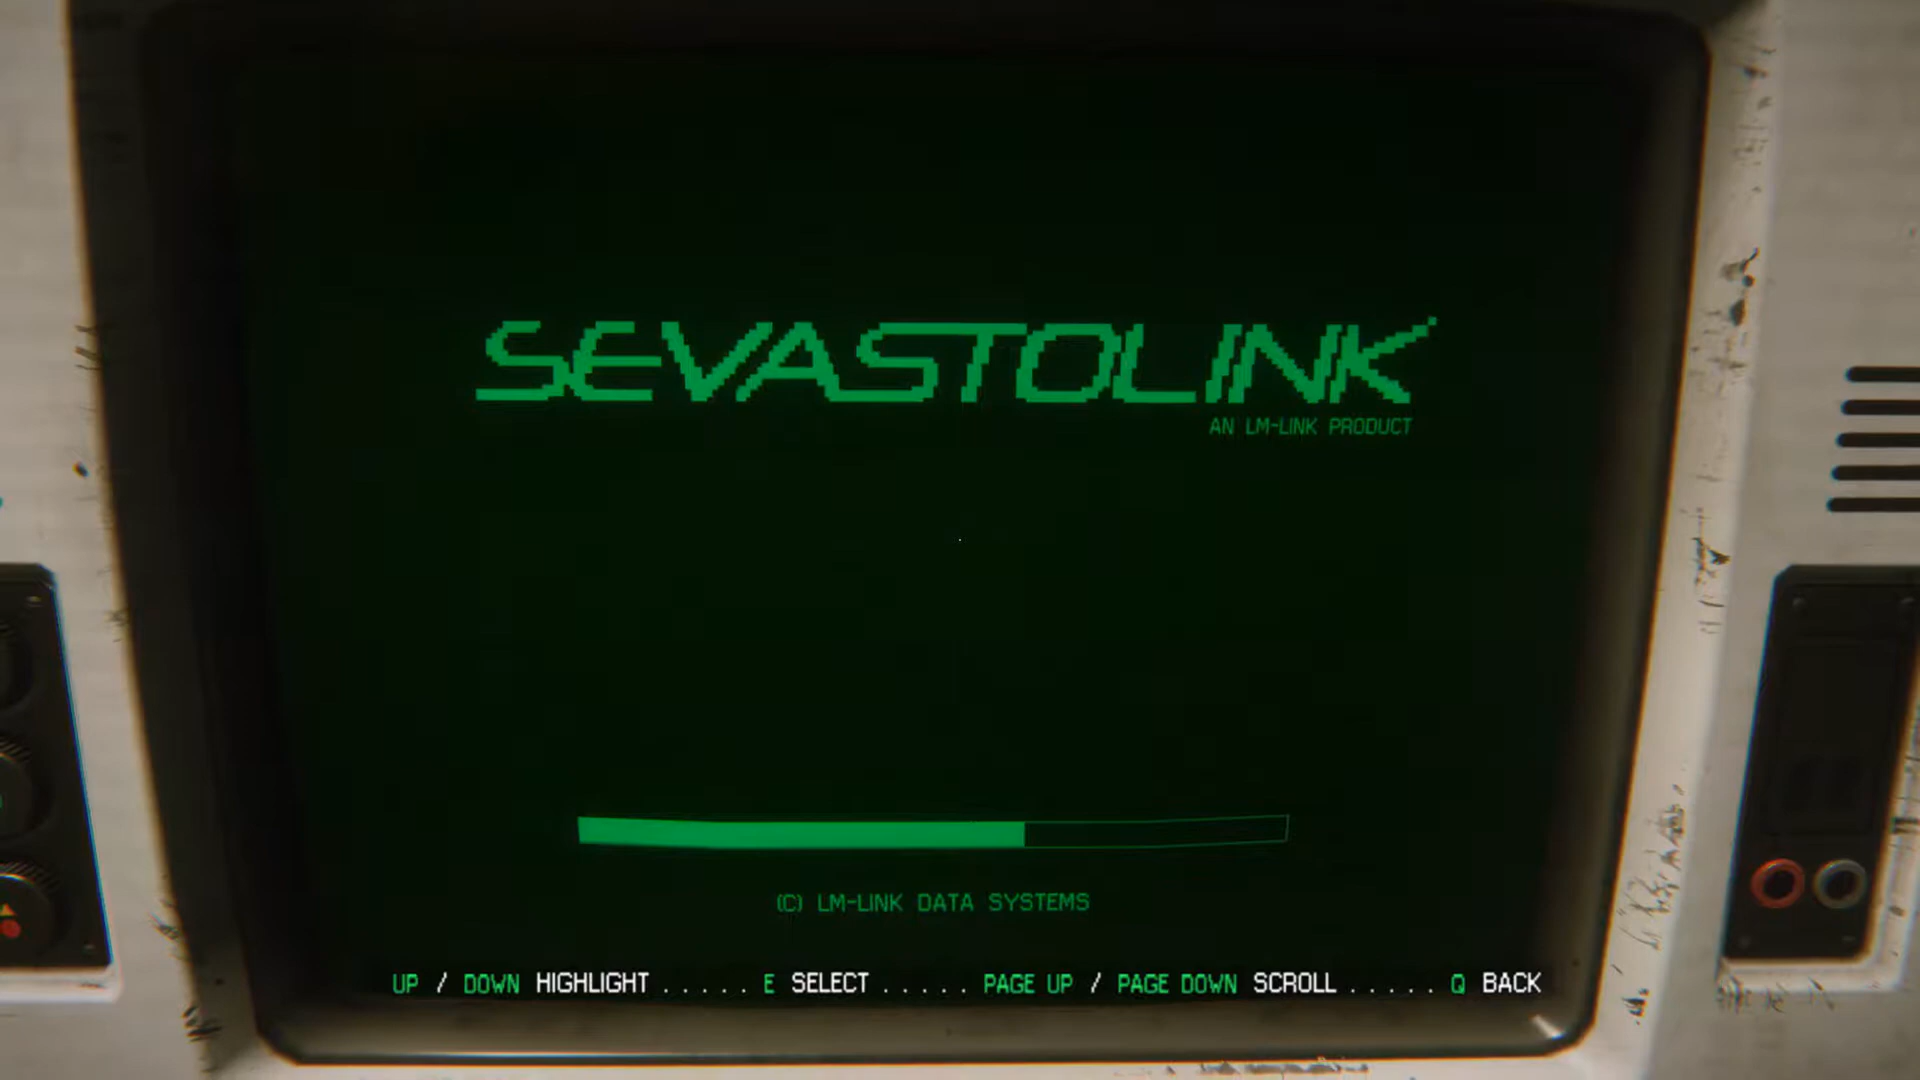 SEVASTOLINK
AN LM-LINK PRODUCT
(C) LM-LINK DATA SYSTEMS
UP / DOWN HIGHLIGHT ..... E SELECT ..... PAGE UP / PAGE DOWN SCROLL ..... Q BACK